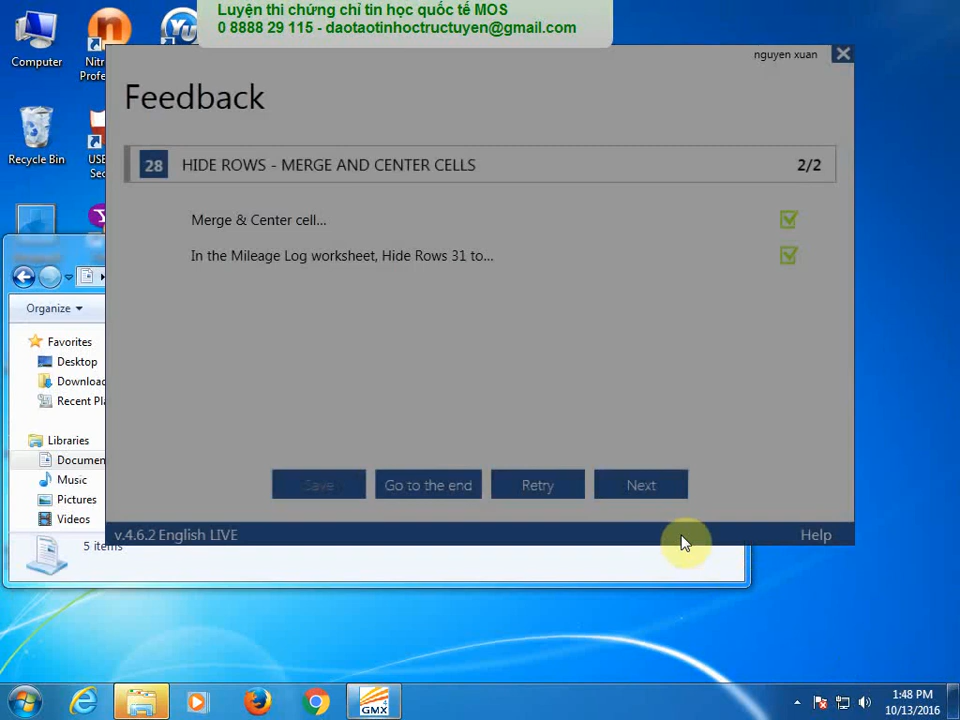 Luyện thi chứng chỉ tin học quốc tế MOS
0 8888 29 115 - daotaotinhoctructuyen@gmail.com
Computer
Recycle Bin
nguyen xuan
Feedback
28 HIDE ROWS - MERGE AND CENTER CELLS 2/2
Merge & Center cell...
In the Mileage Log worksheet, Hide Rows 31 to...
Organize
Favorites
Desktop
Recent
Libraries
Music
Pictures
Videos
Save Go to the end Retry Next
v.4.6.2 English LIVE Help
5 items
GMX
1:48 PM
10/13/2016